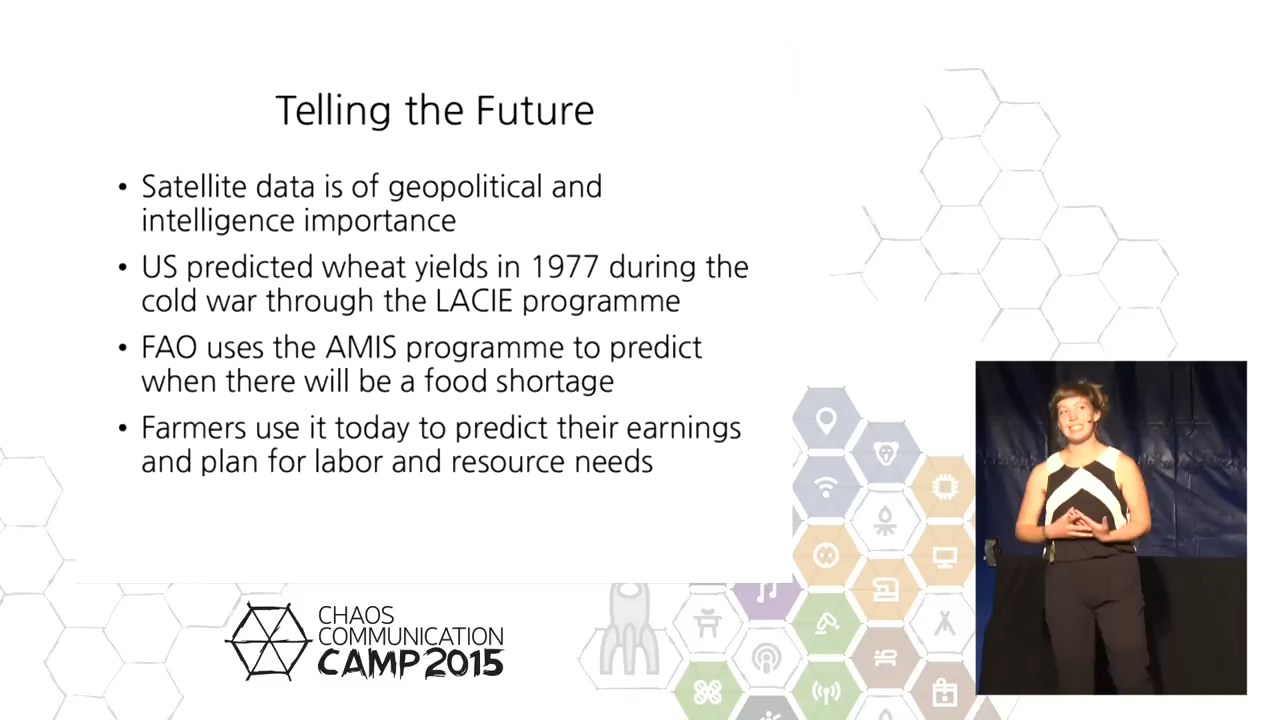 Telling the Future
• Satellite data is of geopolitical and
intelligence importance
• US predicted wheat yields in 1977 during the
cold war through the LACIE programme
• FAO uses the AMIS programme to predict
when there will be a food shortage
• Farmers use it today to predict their earnings
and plan for labor and resource needs
CHAOS
COMMUNICATION
CAMP 2015